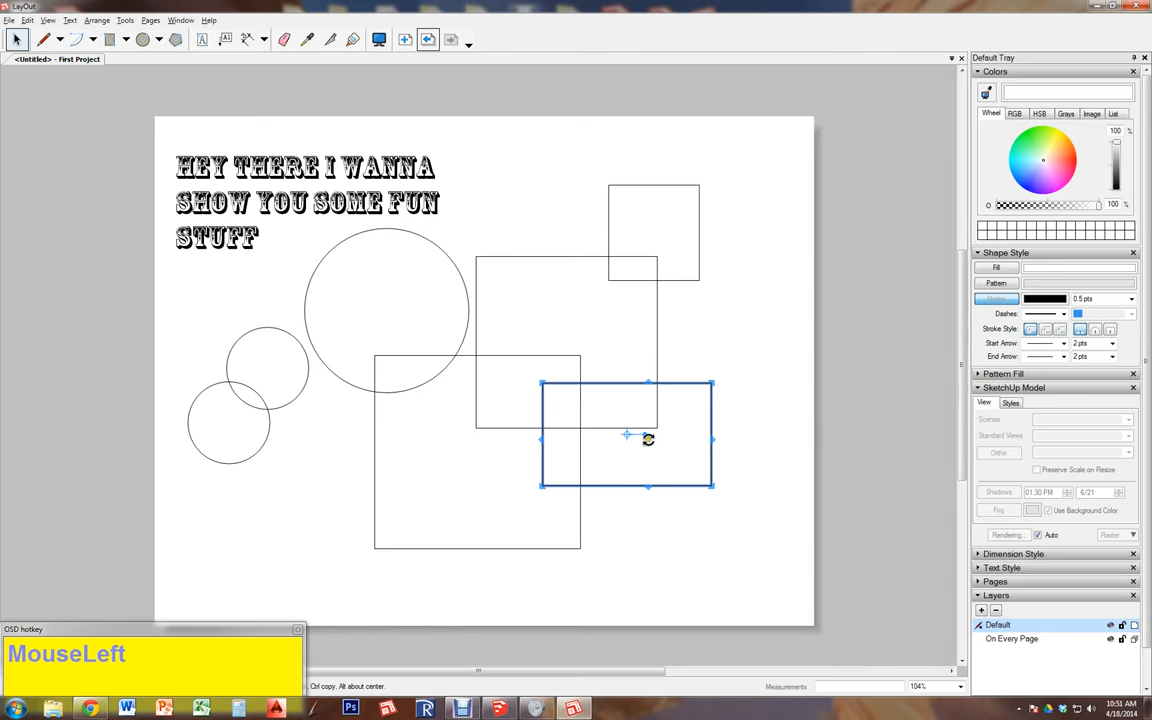 LayOut
File Edit View Text Arrange Tools Pages Window Help
<Untitled> - First Project
Default Tray
Colors
Wheel RGB HSB Grays Image List
100 %
0 100 %
HEY THERE I WANNA
SHOW YOU SOME FUN
STUFF
Shape Style
Fill
Pattern
Stroke 0.5 pts
Dashes:
Stroke Style:
Start Arrow: 2 pts
End Arrow: 2 pts
Pattern Fill
SketchUp Model
View Styles
Scenes
Standard Views
Ortho
Preserve Scale on Resize
Shadows 01:30 PM 6/21
Fog Use Background Color
Rendering... Auto Raster
Dimension Style
Text Style
Pages
Layers
Default
On Every Page
OSD hotkey
MouseLeft
, Ctrl copy, Alt about center.
Measurements 104%
10:51 AM
4/18/2014